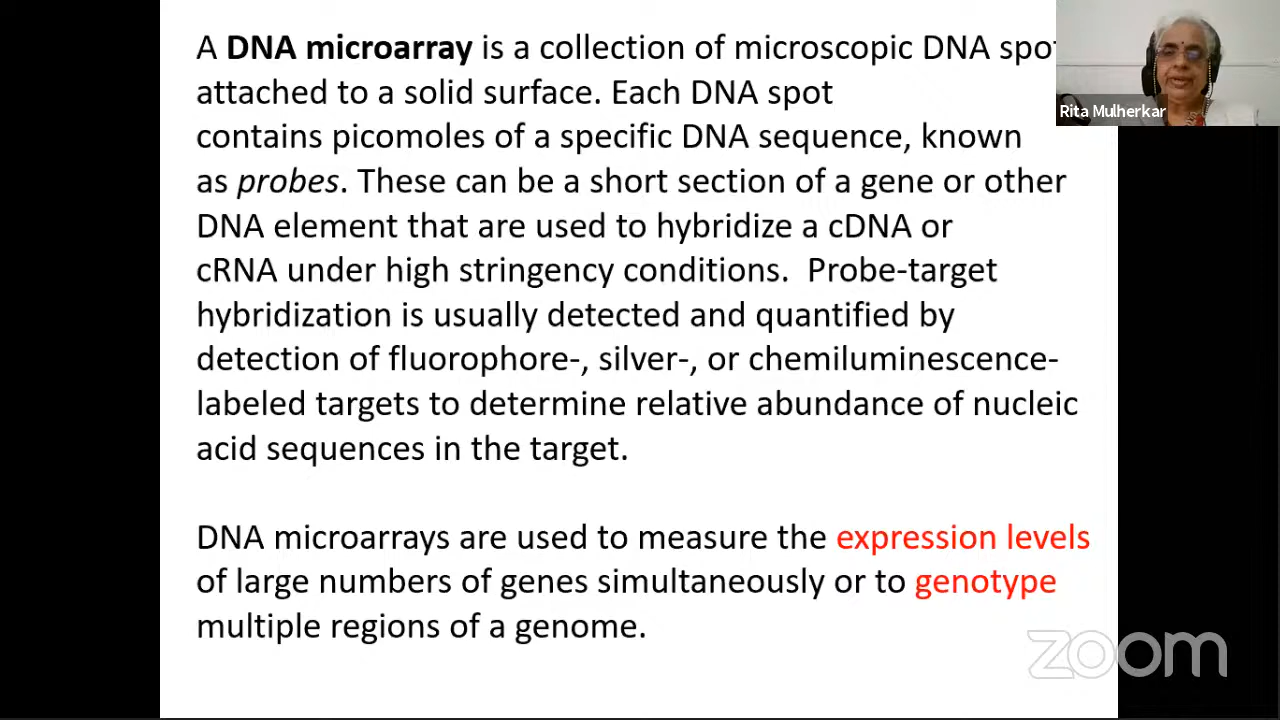 A DNA microarray is a collection of microscopic DNA
attached to a solid surface. Each DNA spot
contains picomoles of a specific DNA sequence, known
as probes. These can be a short section of a gene or other
DNA element that are used to hybridize a cDNA or
cRNA under high stringency conditions.  Probe-target
hybridization is usually detected and quantified by
detection of fluorophore-, silver-, or chemiluminescence-
labeled targets to determine relative abundance of nucleic
acid sequences in the target.
DNA microarrays are used to measure the expression levels
of large numbers of genes simultaneously or to genotype
multiple regions of a genome.
Rita Mulherkar
zoom